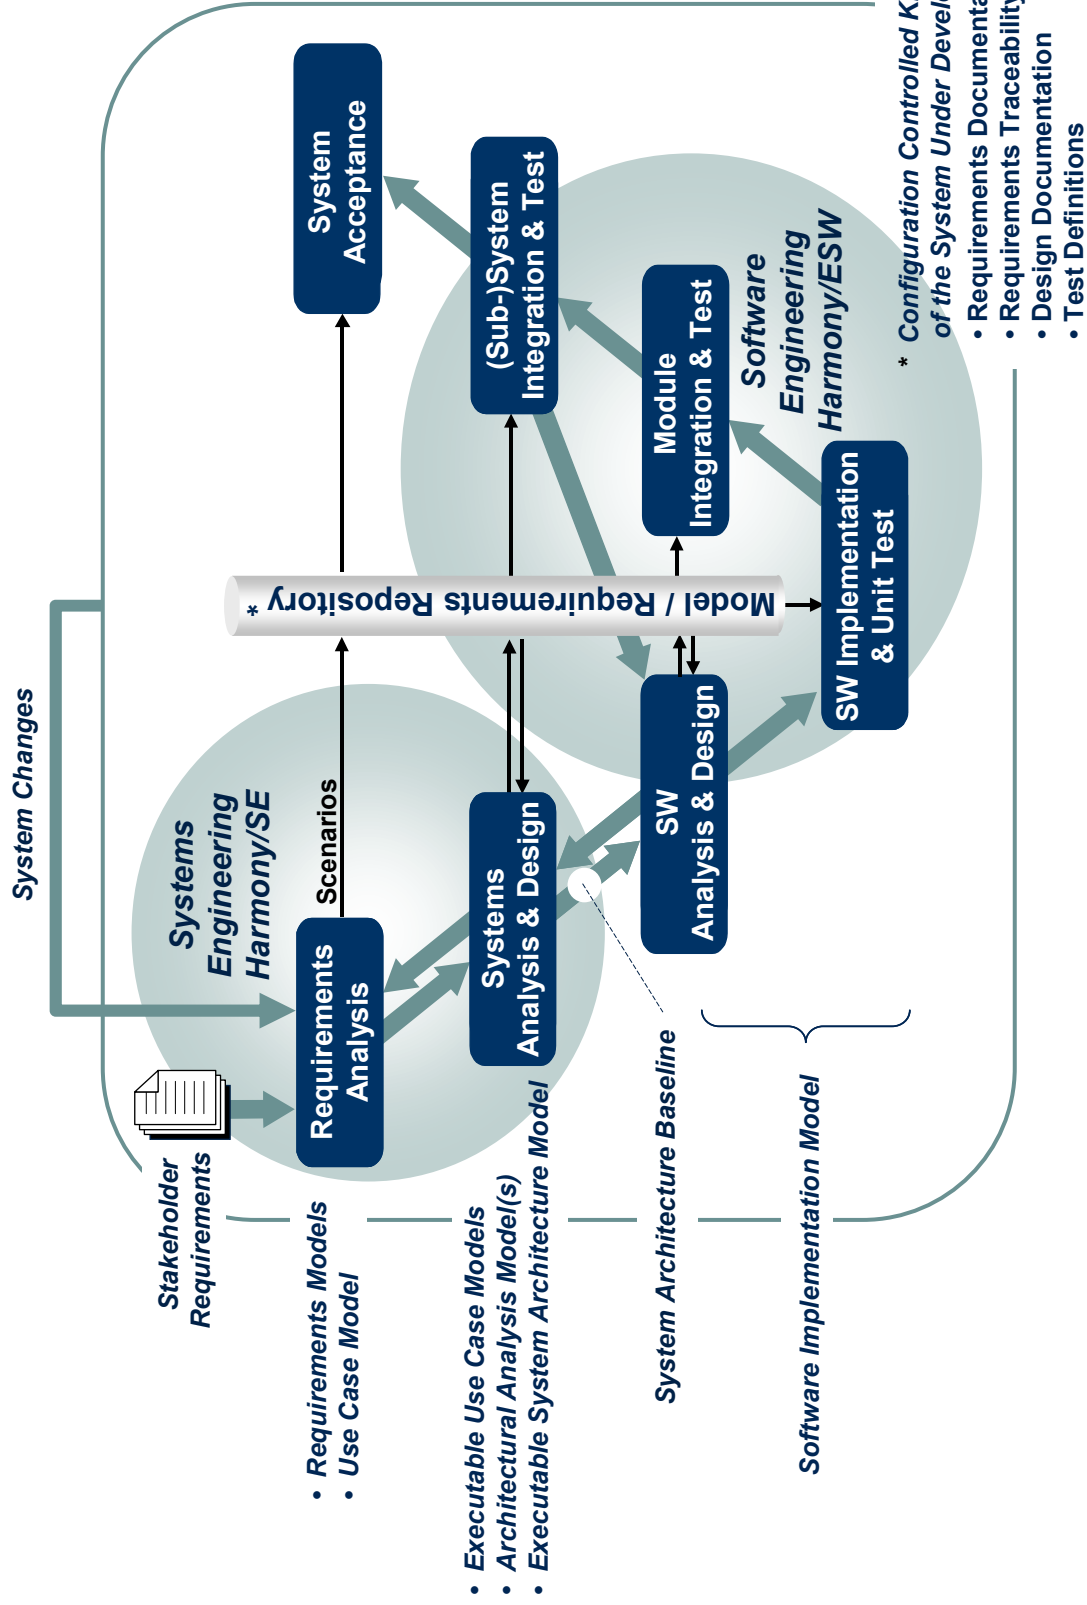 System Changes
Stakeholder
Requirements
Systems
Engineering
Harmony/SE
• Requirements Models
• Use Case Model
Requirements
Analysis
Scenarios
System
Acceptance
Model / Requirements Repository *
• Executable Use Case Models
• Architectural Analysis Model(s)
• Executable System Architecture Model
Systems
Analysis & Design
(Sub-)System
Integration & Test
System Architecture Baseline
SW
Analysis & Design
Module
Integration & Test
Software
Engineering
Harmony/ESW
Software Implementation Model
SW Implementation
& Unit Test
* Configuration Controlled
of the System Under
• Requirements
• Requirements Traceability
• Design Documentation
• Test Definitions